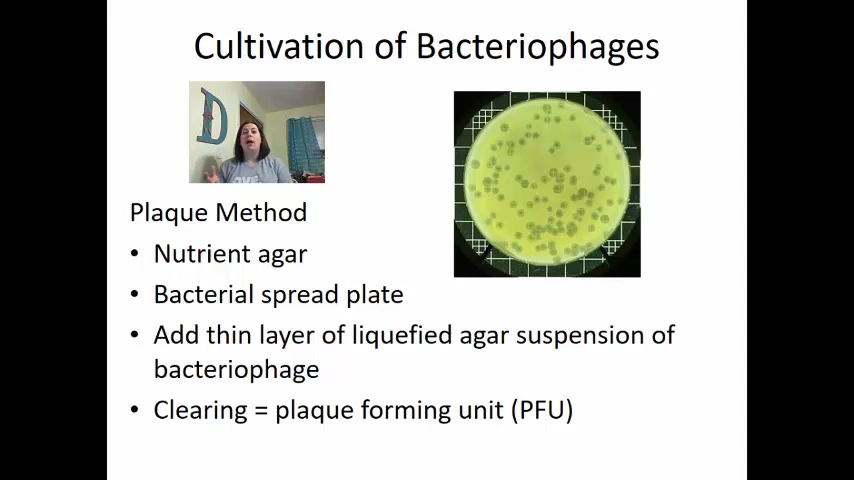 Cultivation of Bacteriophages
D
Plaque Method
• Nutrient agar
• Bacterial spread plate
• Add thin layer of liquefied agar suspension of
bacteriophage
• Clearing = plaque forming unit (PFU)